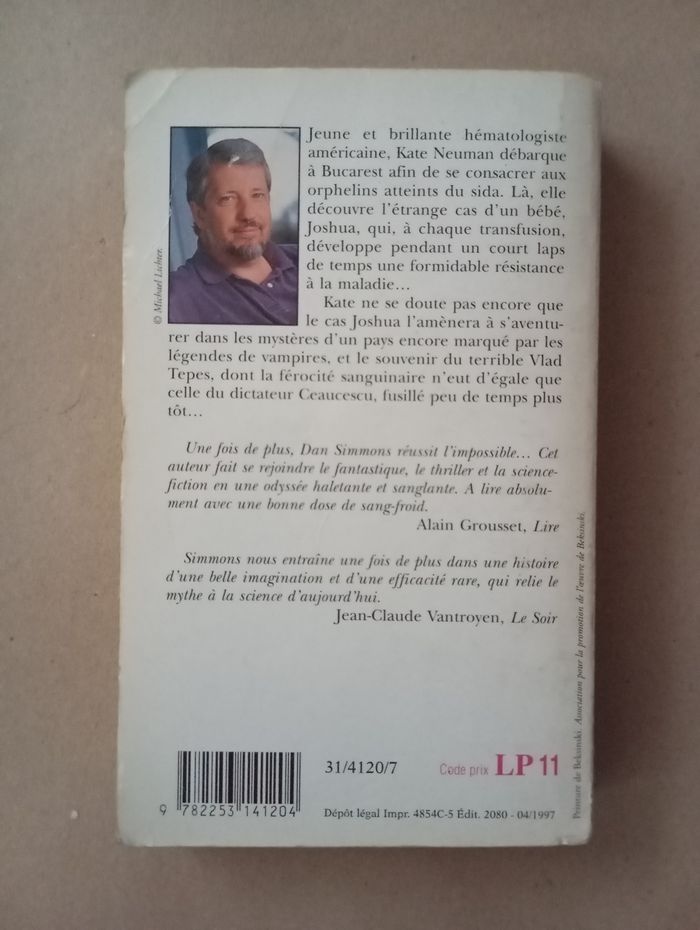 Jeune et brillante hématologiste
américaine, Kate Neuman débarque
à Bucarest afin de se consacrer aux
orphelins atteints du sida. Là, elle
découvre l'étrange cas d'un bébé,
Joshua, qui, à chaque transfusion,
développe pendant un court laps
de temps une formidable résistance
à la maladie...
Kate ne se doute pas encore que
le cas Joshua l'amènera à s'aventu-
rer dans les mystères d'un pays encore marqué par les
légendes de vampires, et le souvenir du terrible Vlad
Tepes, dont la férocité sanguinaire n'eut d'égale que
celle du dictateur Ceaucescu, fusillé peu de temps plus
tôt...
© Michael Lichter.
Une fois de plus, Dan Simmons réussit l'impossible... Cet
auteur fait se rejoindre le fantastique, le thriller et la science-
fiction en une odyssée haletante et sanglante. A lire absolu-
ment avec une bonne dose de sang-froid.
Alain Grousset, Lire
Simmons nous entraîne une fois de plus dans une histoire
d'une belle imagination et d'une efficacité rare, qui relie le
mythe à la science d'aujourd'hui.
Jean-Claude Vantroyen, Le Soir
Peinture de Beksinski. Association pour la promotion de l'œuvre de Beksinski.
31/4120/7
Code prix LP 11
9 782253 141204
Dépôt légal Impr. 4854C-5 Édit. 2080 - 04/1997